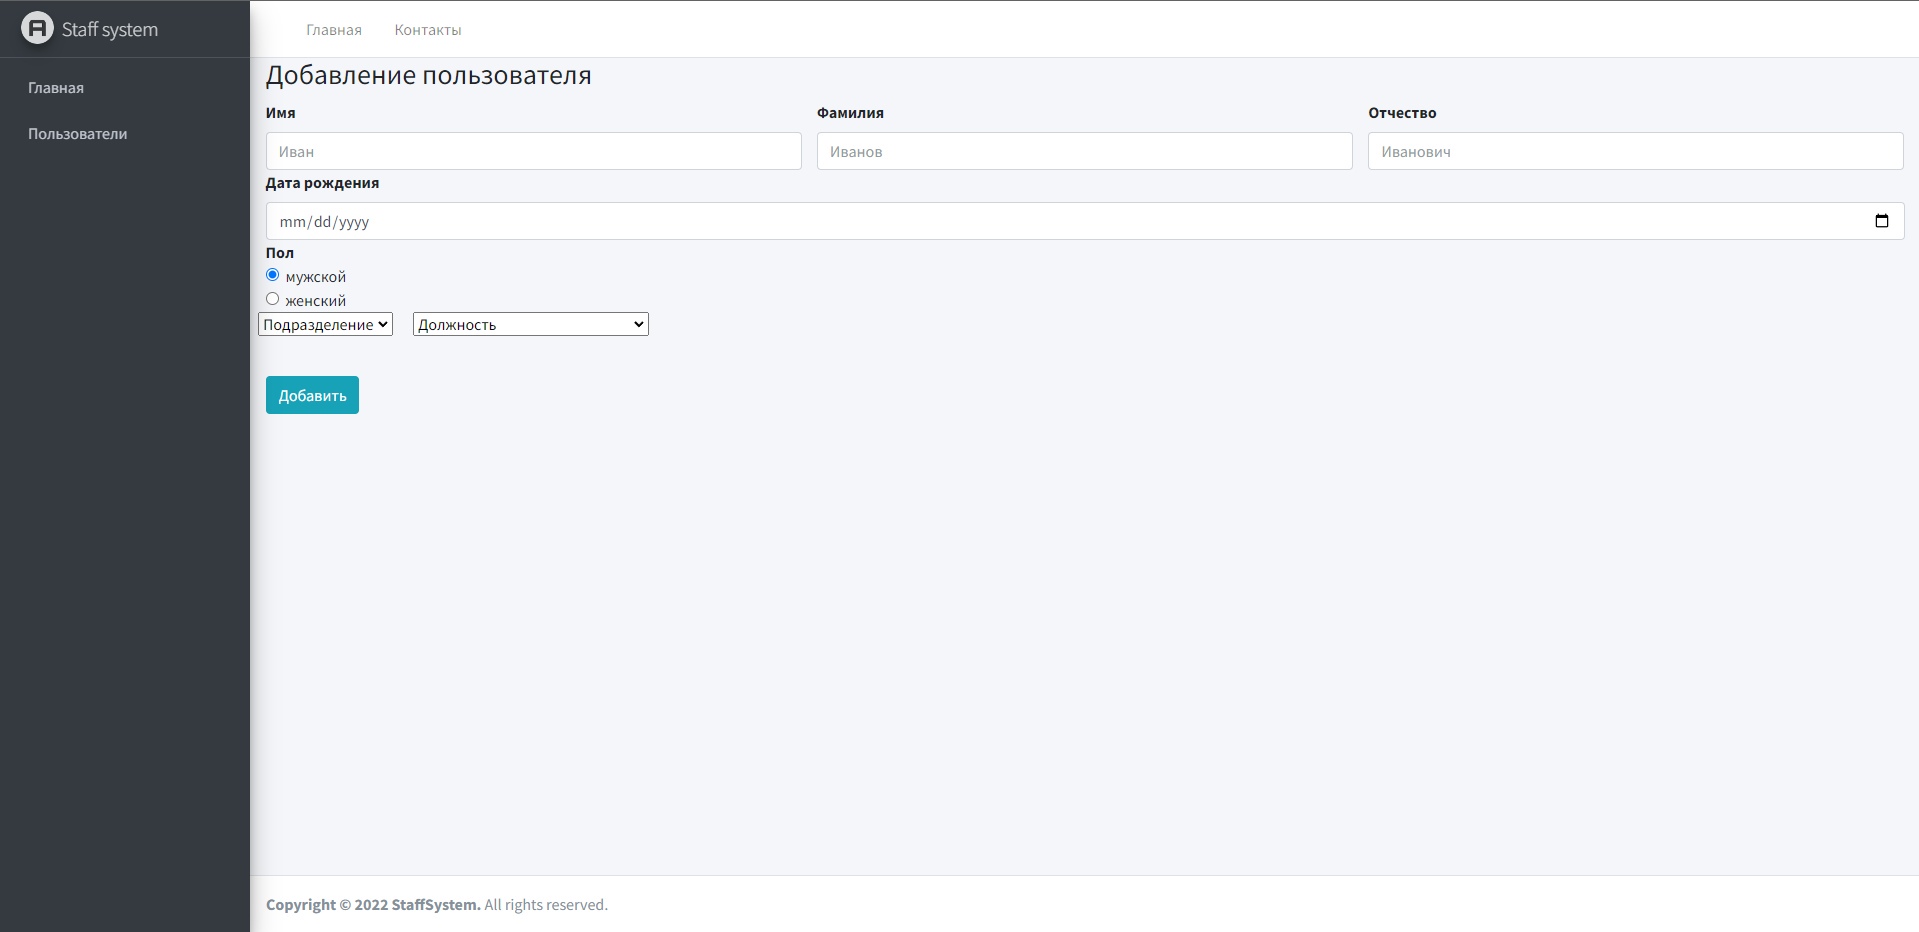 Staff system
Главная Контакты
Главная
Пользователи
Добавление пользователя
Имя Фамилия Отчество
Иван Иванов Иванович
Дата рождения
mm/dd/yyyy
Пол
мужской
женский
Подразделение Должность
Добавить
Copyright © 2022 StaffSystem. All rights reserved.